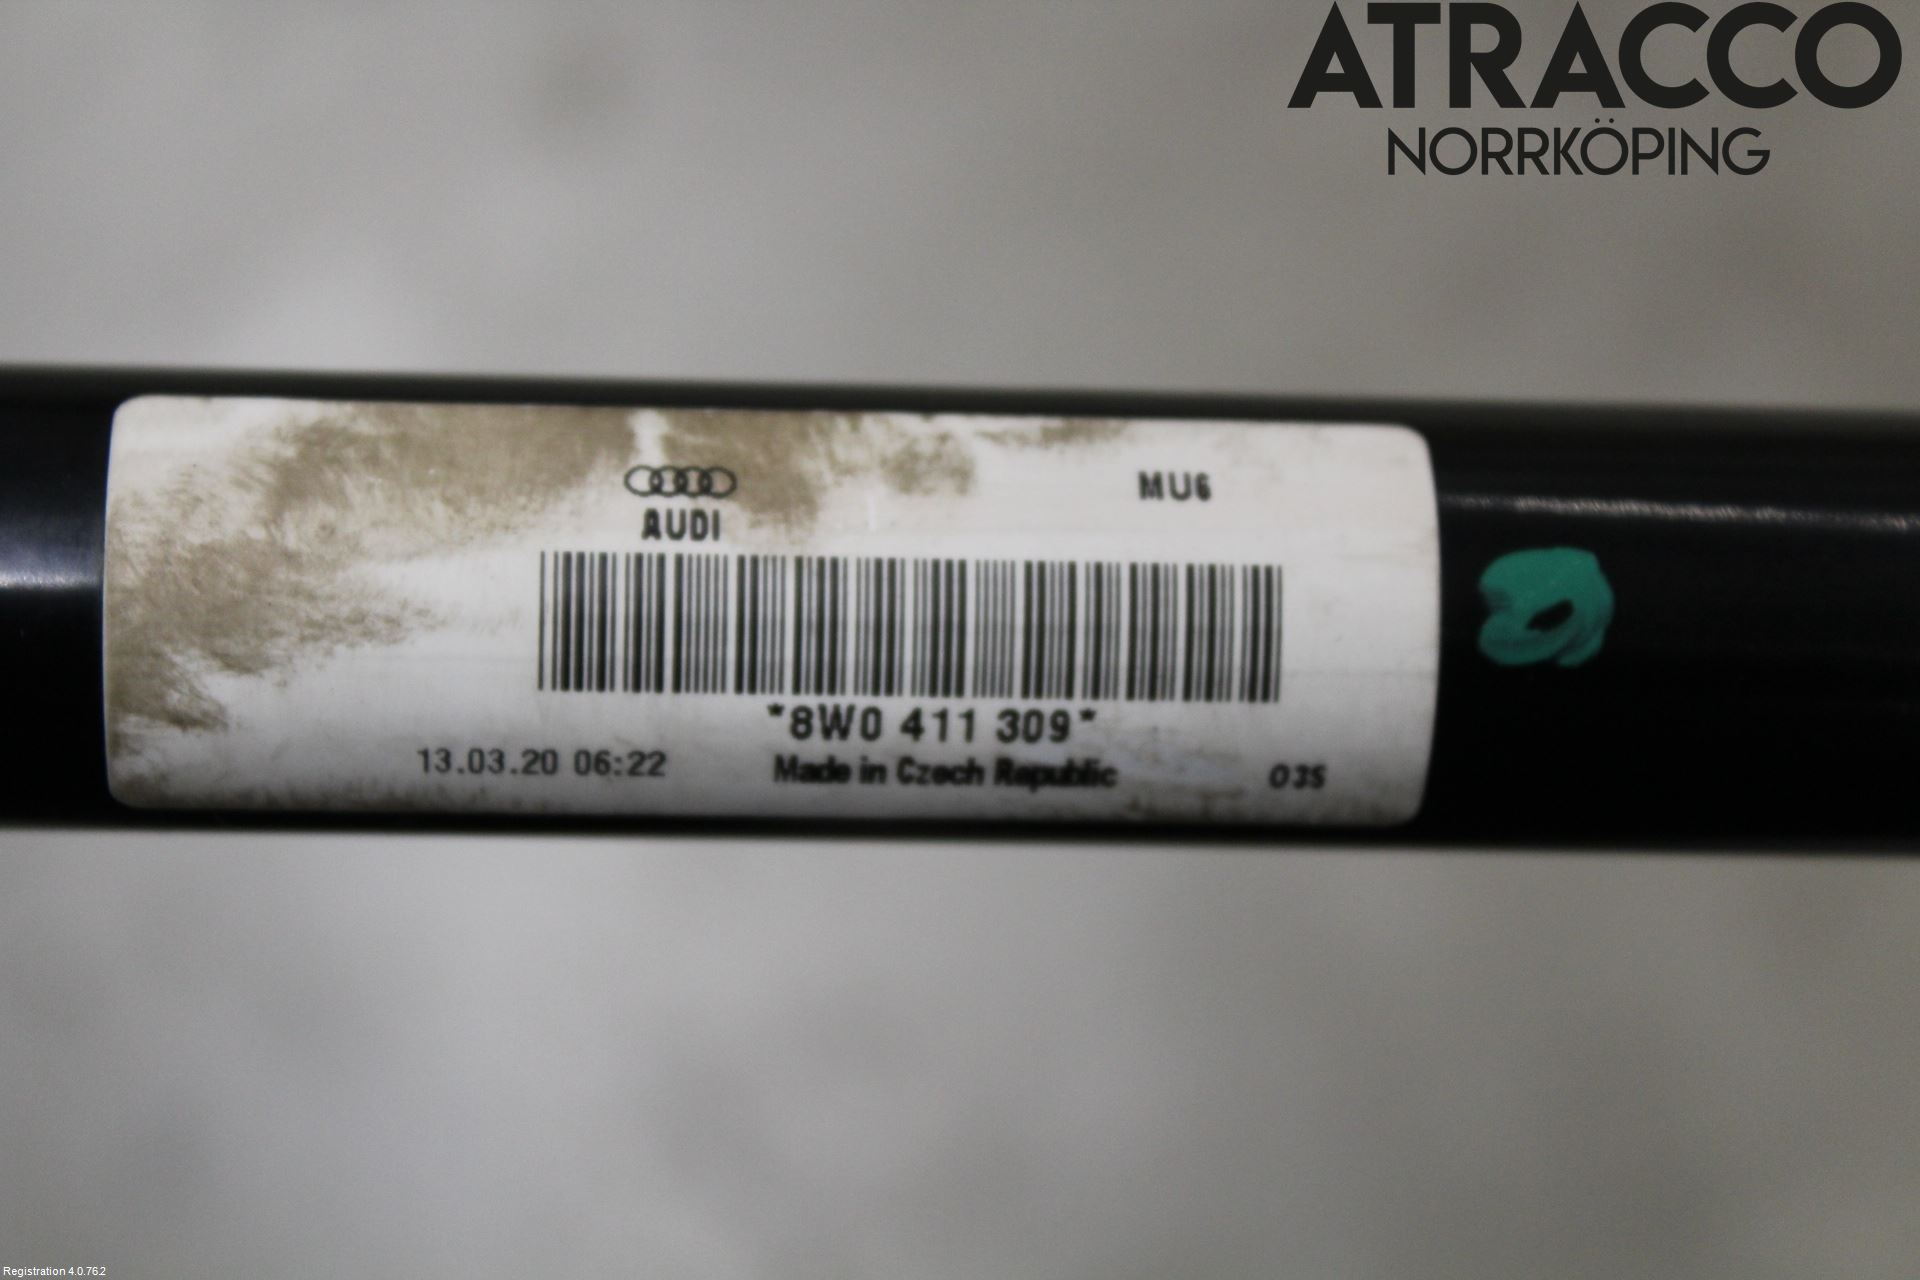 ATRACCO
NORRKÖPING
MU6
AUDI
*8W0 411 309*
13.03.20 06:22 Made in Czech Republic 035
Registration 4.0.76.2